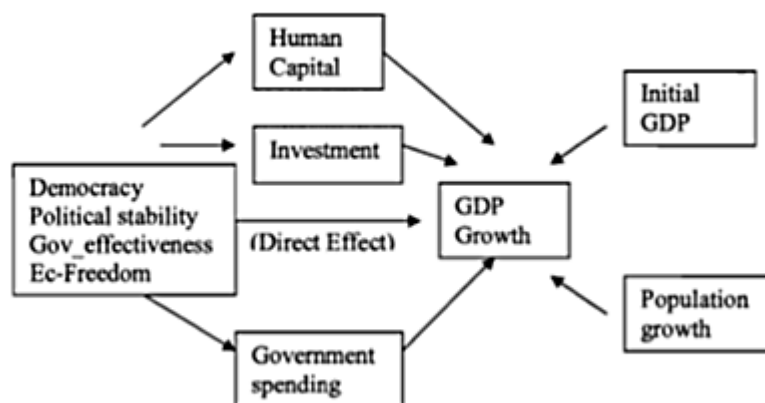 Human
Capital
Initial
GDP
Investment
Democracy
Political stability
Gov_effectiveness
Ec-Freedom
(Direct Effect)
GDP
Growth
Population
growth
Government
spending